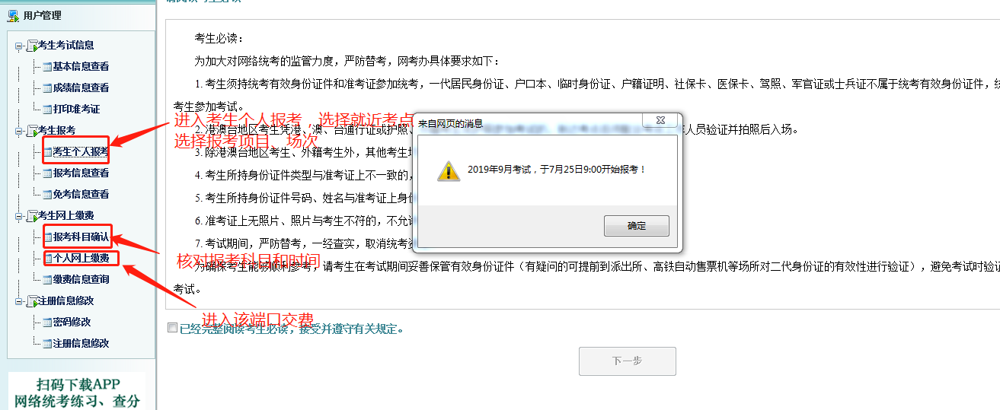 用户管理
考生考试信息
基本信息查看
成绩信息查看
打印准考证
考生报考
考生个人报考
报考信息查看
免考信息查看
考生网上缴费
报考科目确认
个人网上缴费
缴费信息查询
注册信息修改
密码修改
注册信息修改
扫码下载APP
网络统考练习、查分
考生必读：
为加大对网络统考的监管力度，严防替考，网考办具体要求如下：
1. 考生须持统考有效身份证件和准考证参加统考，一代居民身份证、户口本、临时身份证、户籍证明、社保卡、医保卡、驾照、军官证或士兵证不属于统考有效身份证件，
考生参加考试。
进入考生个人报考，选择就近考点
2. 港澳台地区考生凭港、澳、台通行证或护照、
人员验证并拍照后入场。
选择报考项目、场次
3. 除港澳台地区考生、外籍考生外，其他考生
4. 考生所持身份证件类型与准考证上不一致的，
5. 考生所持身份证件号码、姓名与准考证上身
6. 准考证上无照片、照片与考生不符的，不允
7. 考试期间，严防替考，一经查实，取消统考
核对报考科目和时间
为确保考生能够顺利参考，请考生在考试期间妥善保管有效身份证件（有疑问的可提前到派出所、高铁自动售票机等场所对二代身份证的有效性进行验证），避免考试时验证
考试。
进入该端口交费
已经完整阅读考生必读，接受并遵守有关规定。
下一步
来自网页的消息
2019年9月考试，于7月25日9:00开始报考！
确定